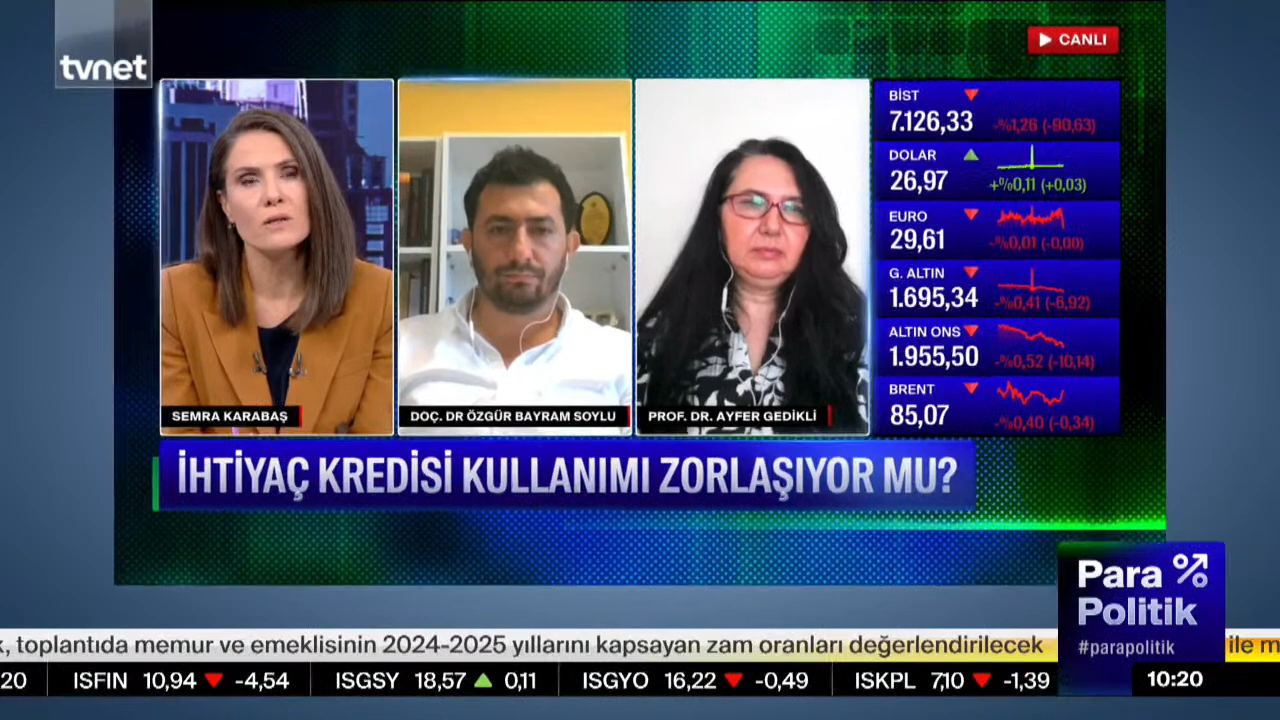 tvnet
CANLI
BİST
7.126,33 -%1,26 (-90,63)
DOLAR
26,97 +%0,11 (+0,03)
EURO
29,61 -%0,01 (-0,00)
G. ALTIN
1.695,34 -%0,41 (-6,92)
ALTIN ONS
1.955,50 -%0,52 (-10,14)
BRENT
85,07 -%0,40 (-0,34)
SEMRA KARABAŞ
DOÇ. DR ÖZGÜR BAYRAM SOYLU
PROF. DR. AYFER GEDİKLİ
İHTİYAÇ KREDİSİ KULLANIMI ZORLAŞIYOR MU?
Para %
Politik
#parapolitik
, toplantıda memur ve emeklisinin 2024-2025 yıllarını kapsayan zam oranları değerlendirilecek ile m
20 ISFIN 10,94 -4,54 ISGSY 18,57 0,11 ISGYO 16,22 -0,49 ISKPL 7,10 -1,39 10:20